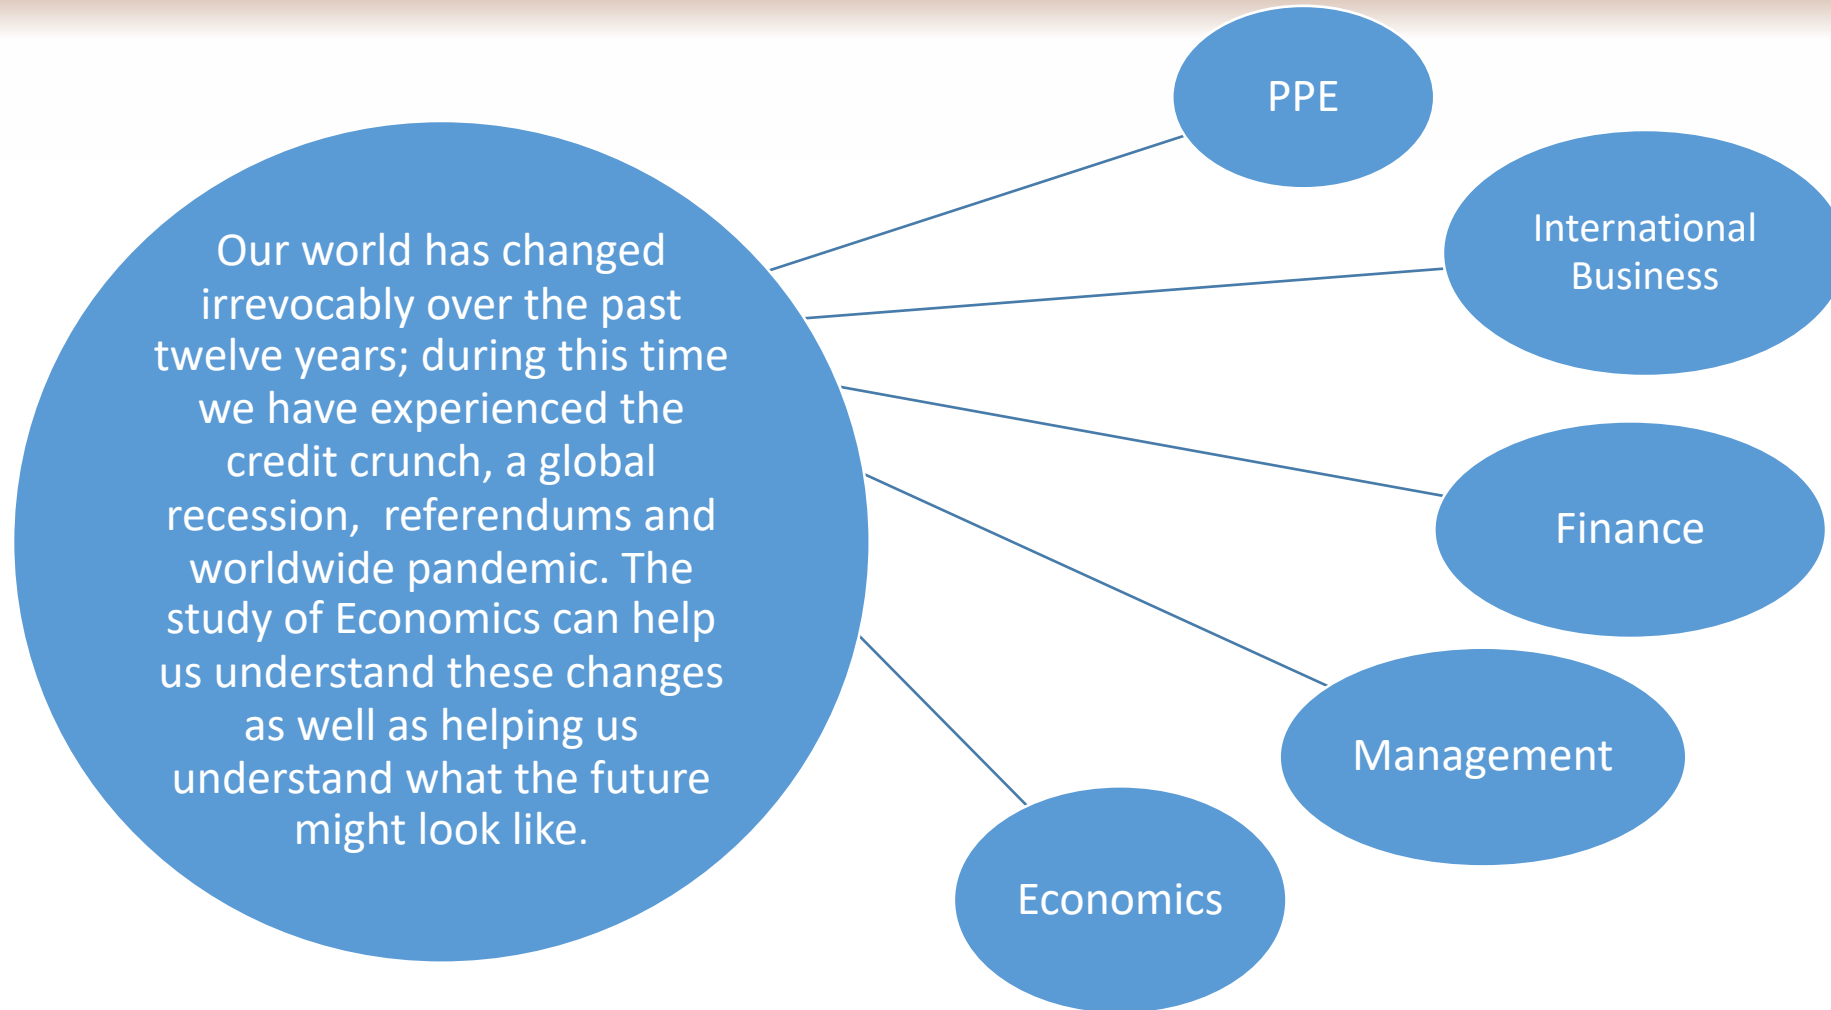 Our world has changed
irrevocably over the past
twelve years; during this time
we have experienced the
credit crunch, a global
recession,  referendums and
worldwide pandemic. The
study of Economics can help
us understand these changes
as well as helping us
understand what the future
might look like.
PPE
International
Business
Finance
Management
Economics